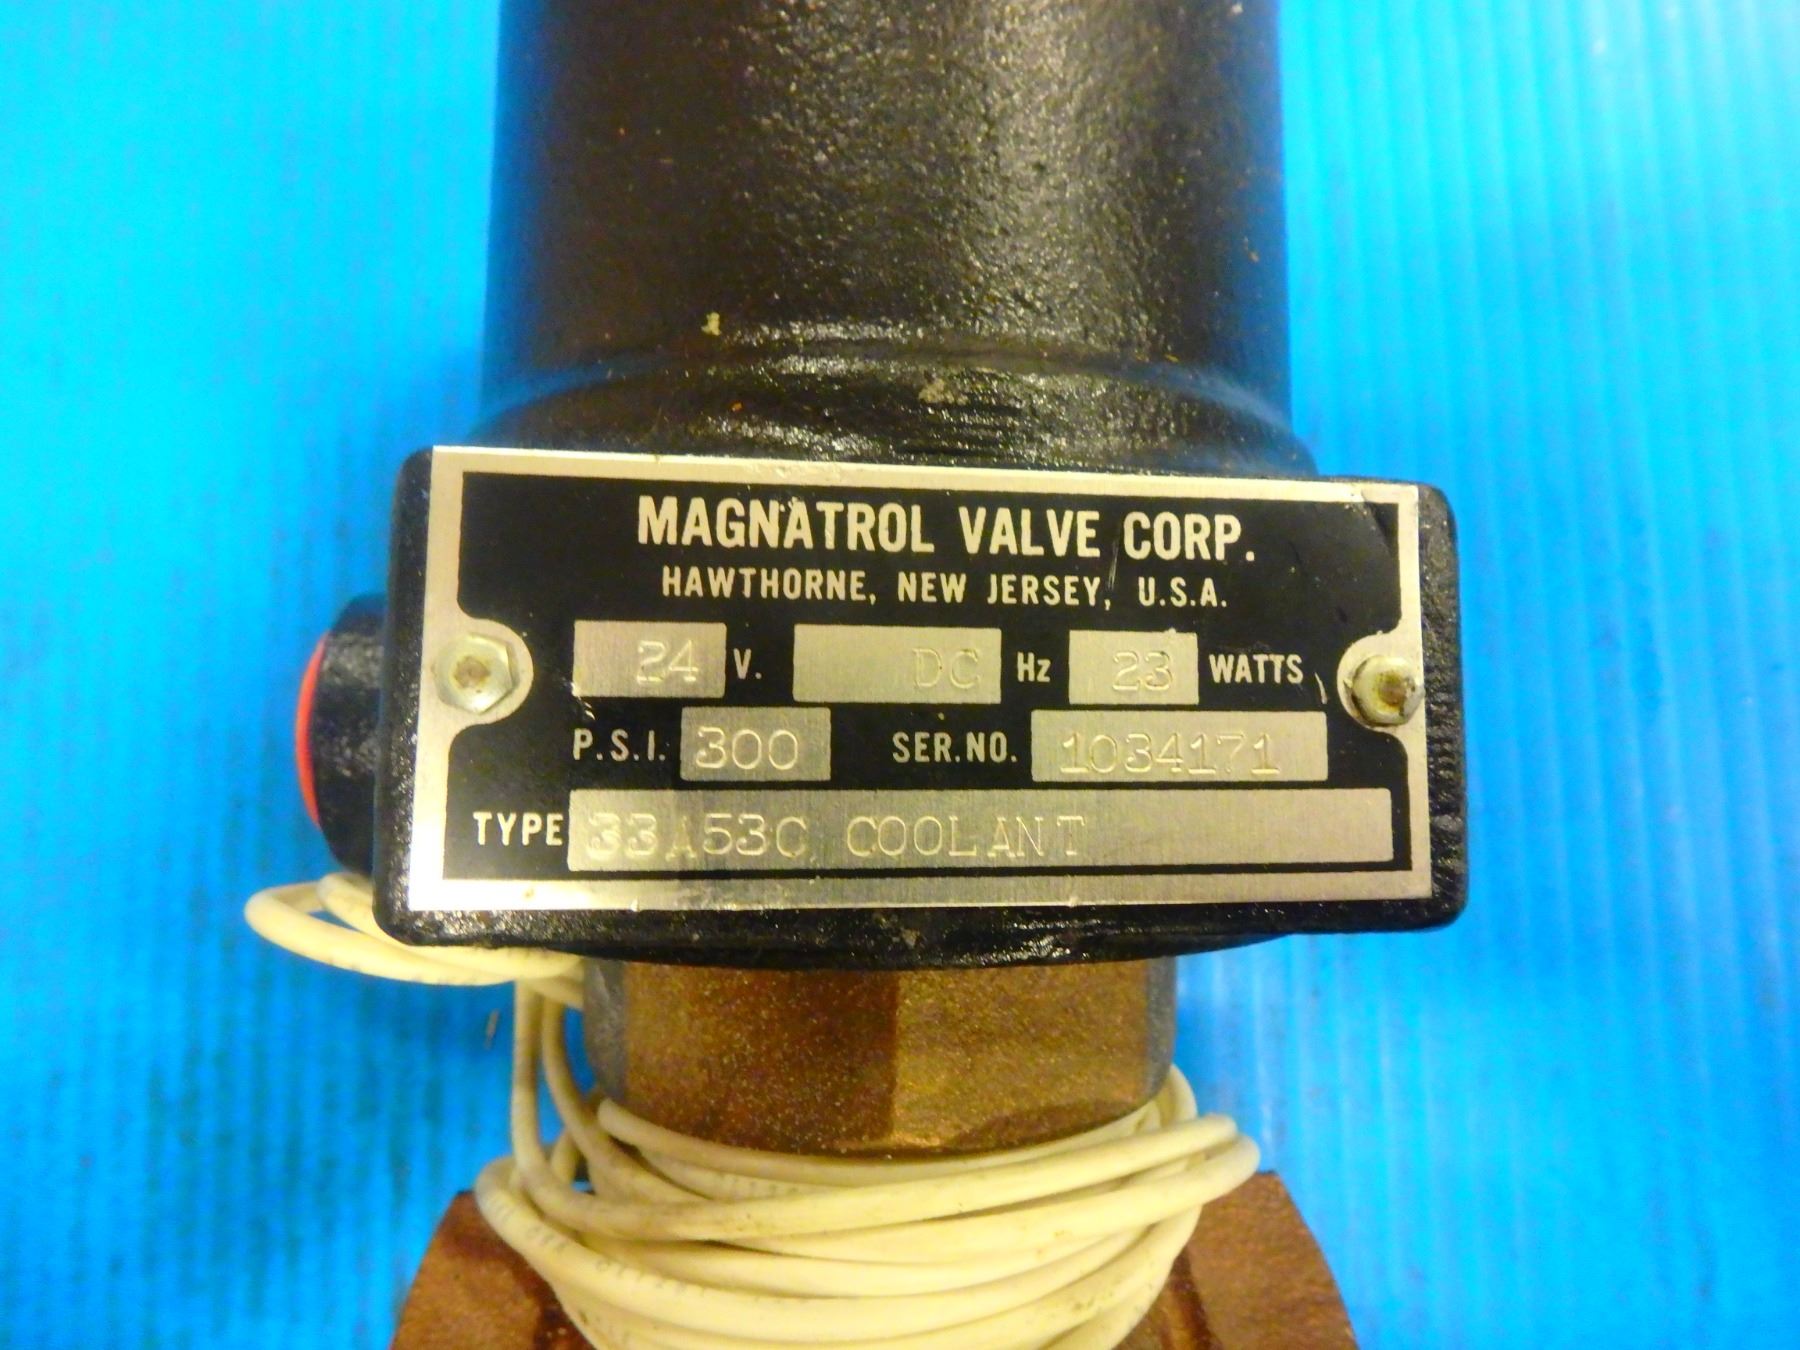 MAGNATROL VALVE CORP.
HAWTHORNE, NEW JERSEY, U.S.A.
24 V. DC Hz 23 WATTS
P.S.I. 300 SER.NO. 1034171
TYPE 33A53C COOLANT